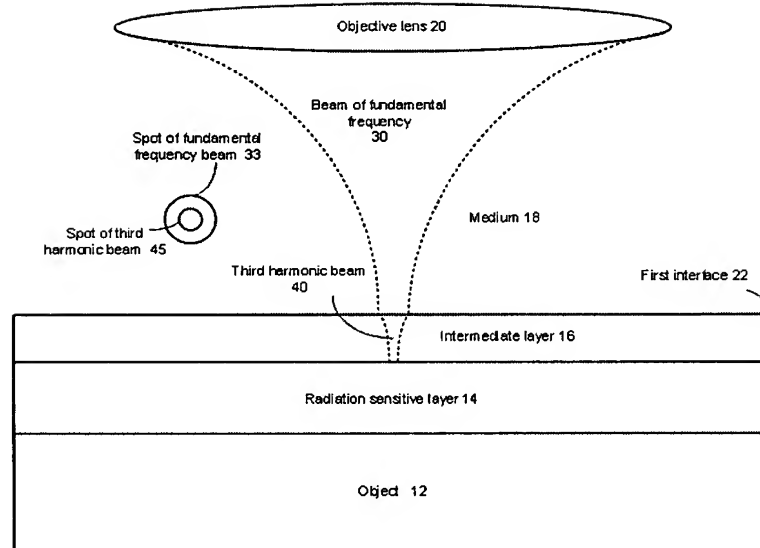 Objective lens 20
Beam of fundamental
frequency
30
Spot of fundamental
frequency beam 33
Spot of third
harmonic beam 45
Medium 18
Third harmonic beam
40
First interface 22
Intermediate layer 16
Radiation sensitive layer 14
Object 12